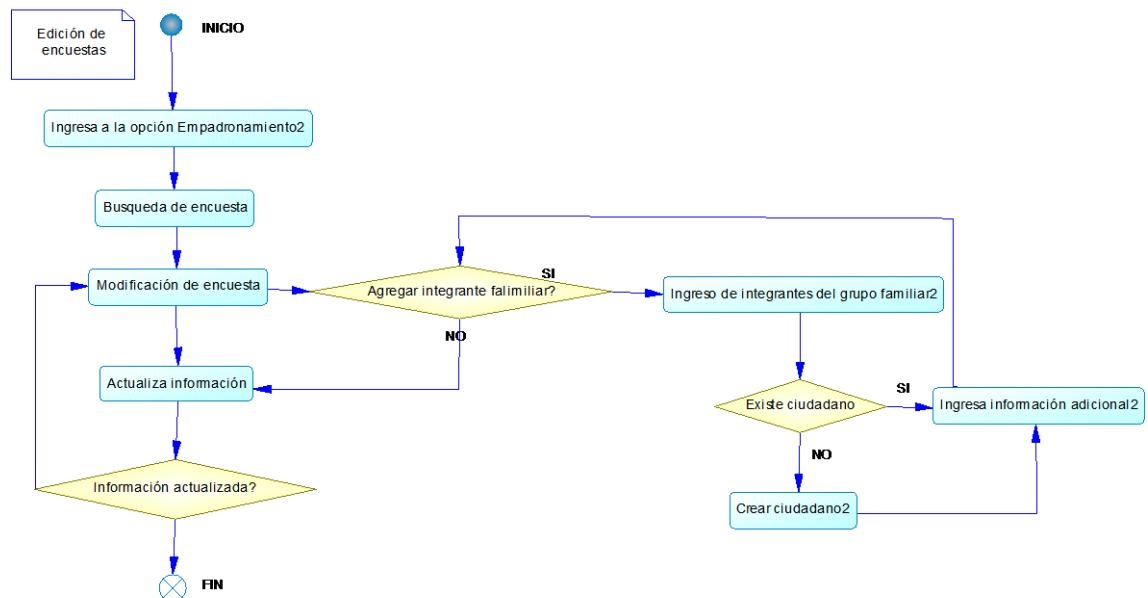 Edición de
encuestas
INICIO
Ingresa a la opción Empadronamiento2
Busqueda de encuesta
Modificación de encuesta
Agregar integrante falimiliar?
SI
Ingreso de integrantes del grupo familiar2
NO
Actualiza información
Existe ciudadano
SI
Ingresa información adicional2
NO
Información actualizada?
Crear ciudadano2
FIN